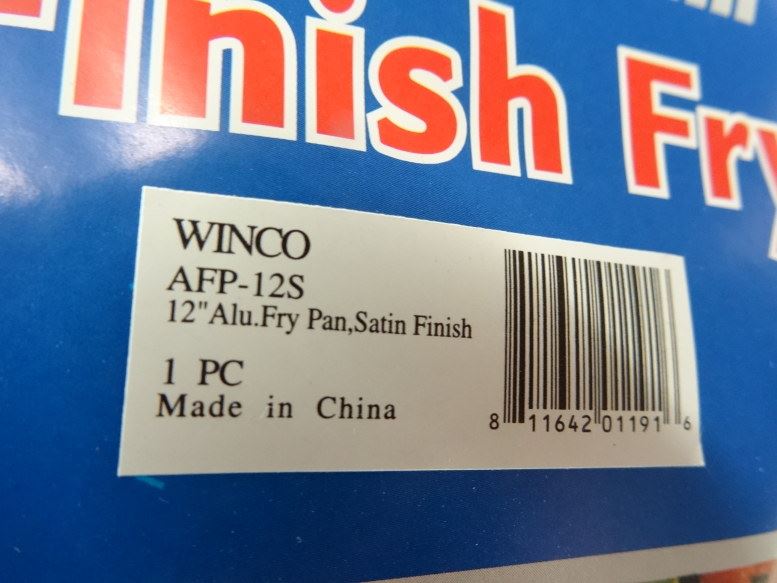 Finish Fry
WINCO
AFP-12S
12"Alu.Fry Pan,Satin Finish
1 PC
Made in China
8 11642 01191 6